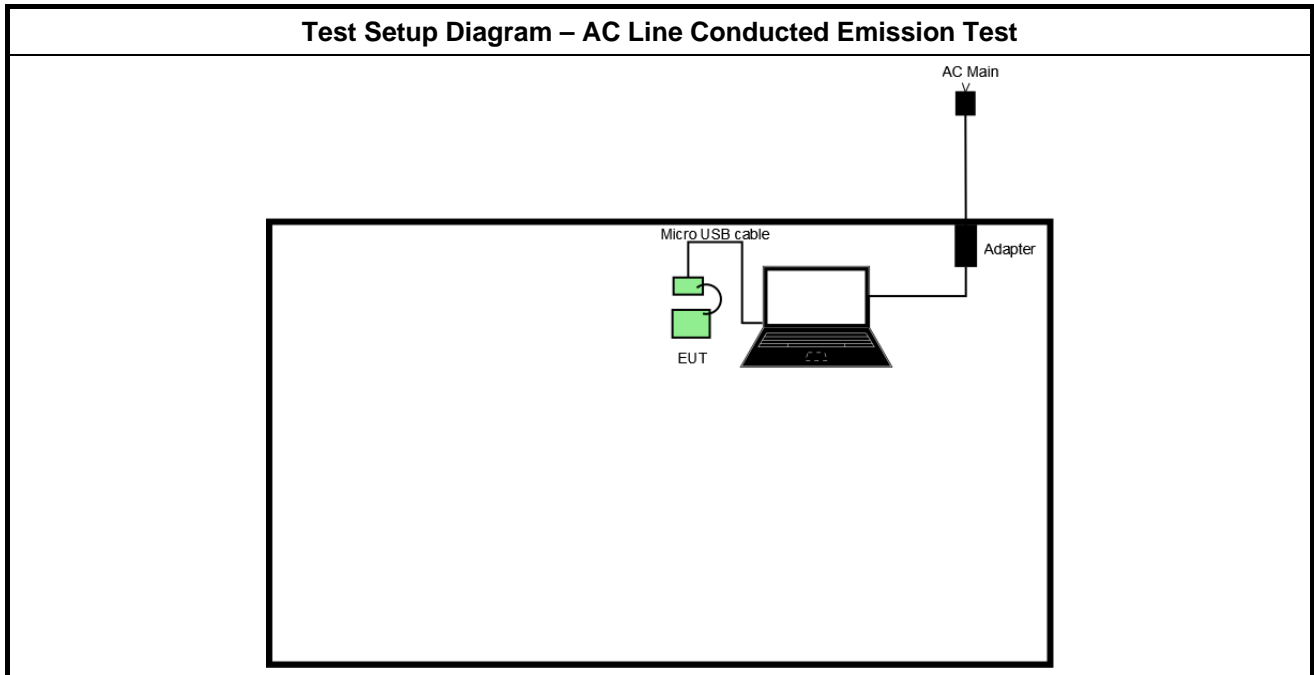 Test Setup Diagram – AC Line Conducted Emission Test
AC Main
Micro USB cable
Adapter
EUT